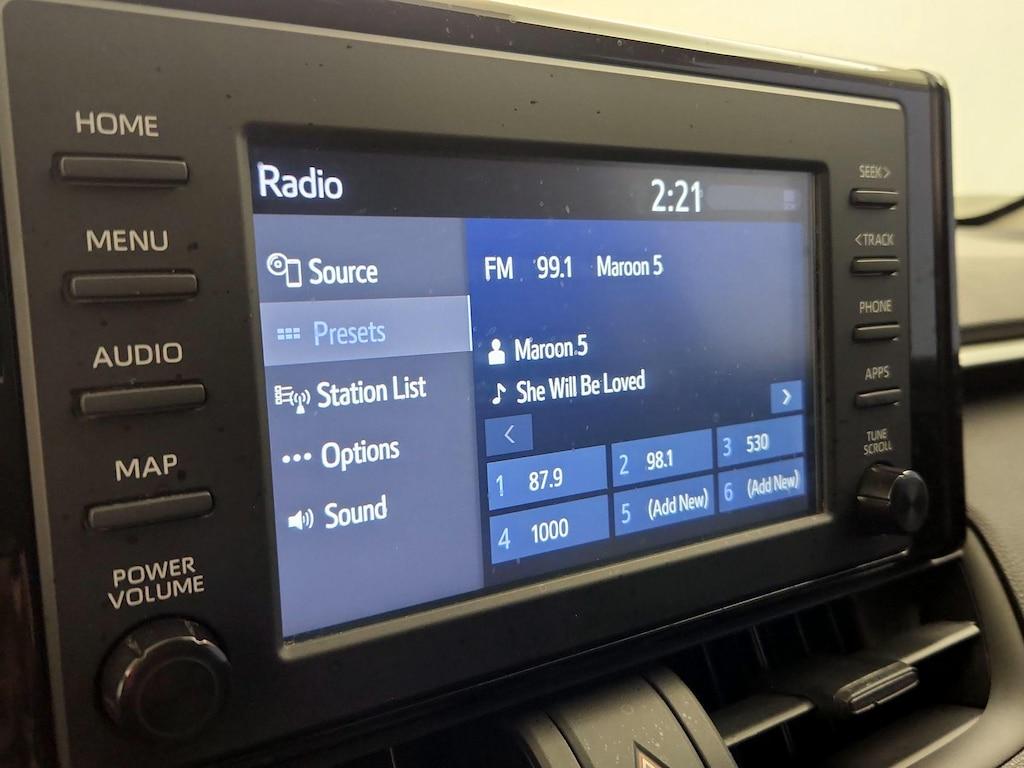 HOME
MENU
AUDIO
MAP
POWER
VOLUME
Radio
2:21
Source
Presets
Station List
Options
Sound
FM 99.1 Maroon 5
Maroon 5
She Will Be Loved
1 87.9
2 98.1
3 530
4 1000
5 (Add New)
6 (Add New)
SEEK>
<TRACK
PHONE
APPS
TUNE
SCROLL